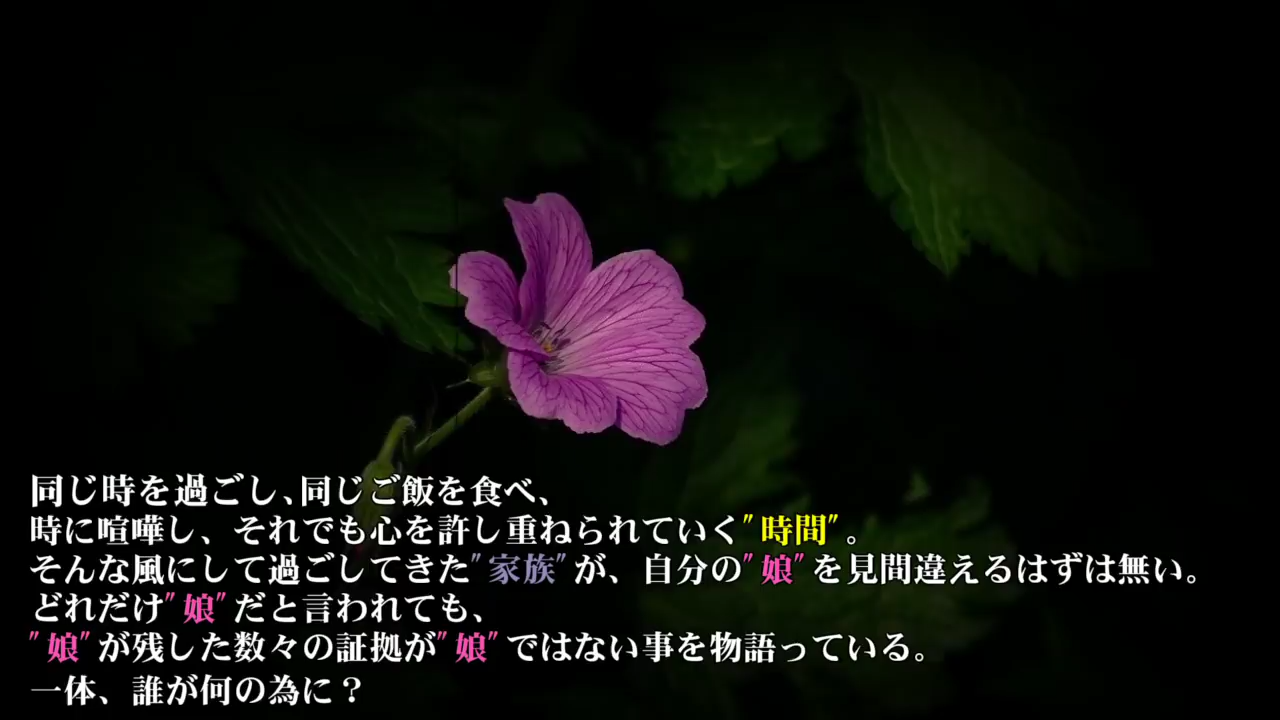 同じ時を過ごし、同じご飯を食べ、
時に喧嘩し、それでも心を許し重ねられていく"時間"。
そんな風にして過ごしてきた"家族"が、自分の"娘"を見間違えるはずは無い。
どれだけ"娘"だと言われても、
"娘"が残した数々の証拠が"娘"ではない事を物語っている。
一体、誰が何の為に？